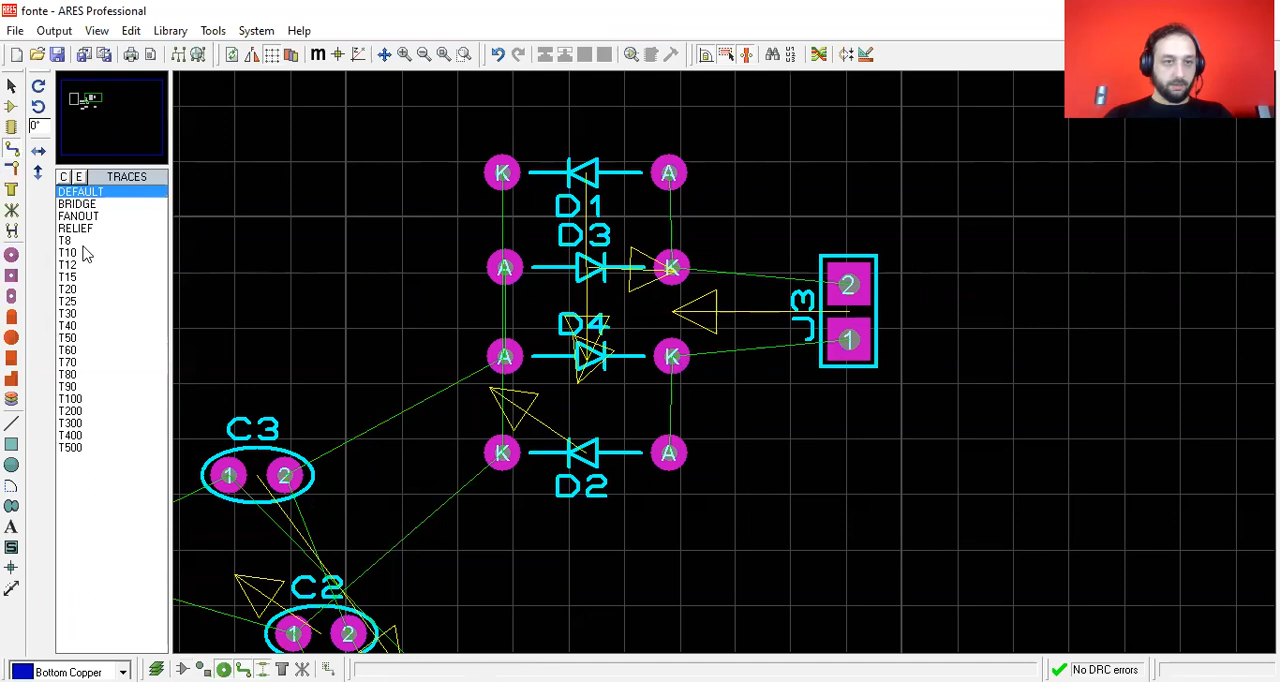 fonte - ARES Professional
File Output View Edit Library Tools System Help
C E TRACES
0°
DEFAULT
BRIDGE
FANOUT
RELIEF
T8
T10
T12
T15
T20
T25
T30
T40
T50
T60
T70
T80
T90
T100
T200
T300
T400
T500
K A
D1
D3
A K
2
J3
D4
A K
1
C3
K A
1 2
D2
C2
1 2
Bottom Copper
No DRC errors